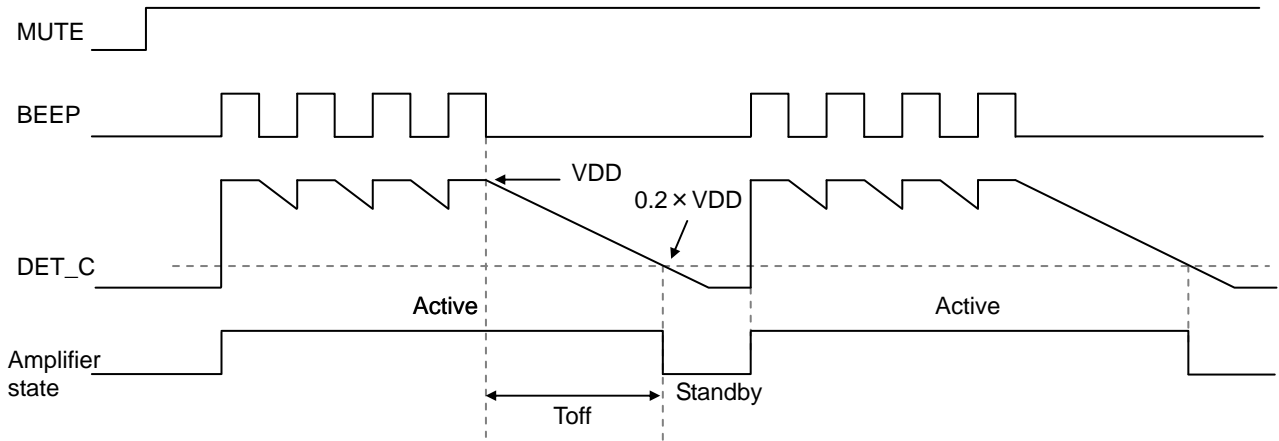 MUTE
BEEP
VDD
0.2×VDD
DET_C
Active
Active
Amplifier
state
Standby
Toff